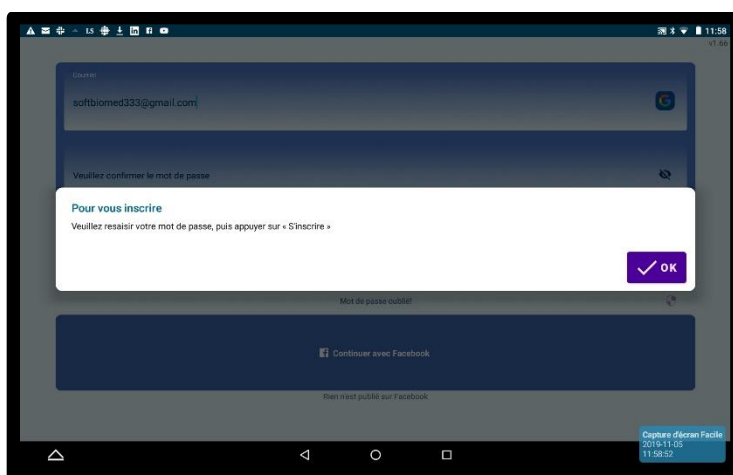 LS
11:58
v1.66
Courriel
softbiomed333@gmail.com
G
Veuillez confirmer le mot de passe
Pour vous inscrire
Veuillez resaisir votre mot de passe, puis appuyer sur « S'inscrire »
OK
Mot de passe oublié!
Continuer avec Facebook
Rien n'est publié sur Facebook
Capture d'écran Facile
2019-11-05
11:58:52